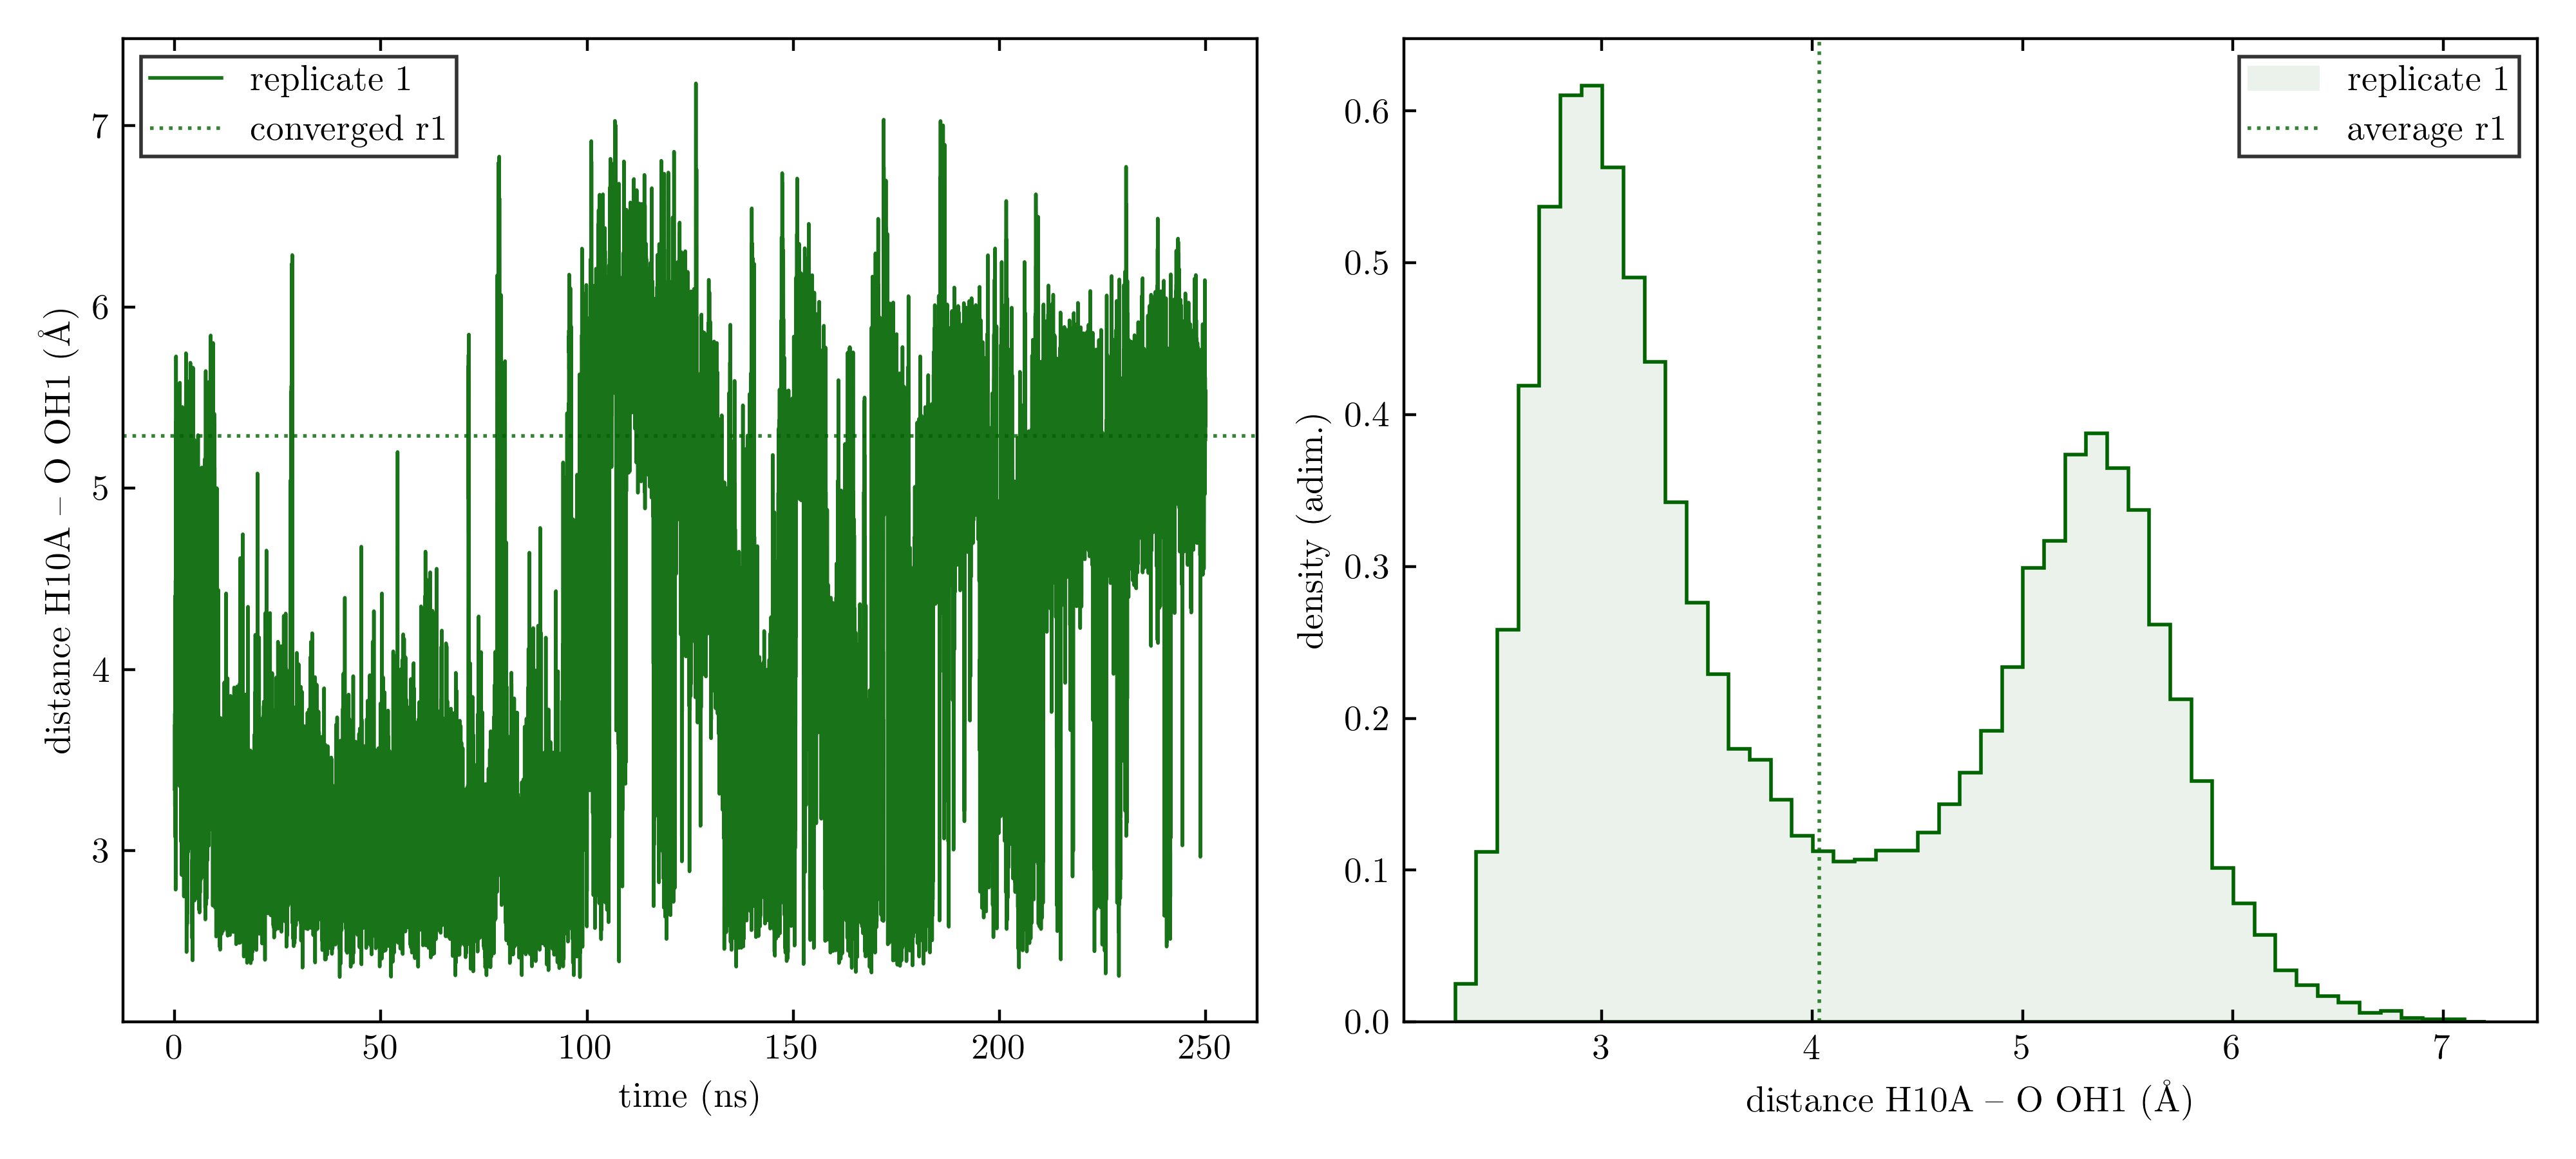 replicate 1
converged r1
7
6
5
4
3
distance H10A – O OH1 (Å)
0 50 100 150 200 250
time (ns)
replicate 1
average r1
0.6
0.5
0.4
0.3
0.2
0.1
0.0
density (adim.)
3 4 5 6 7
distance H10A – O OH1 (Å)